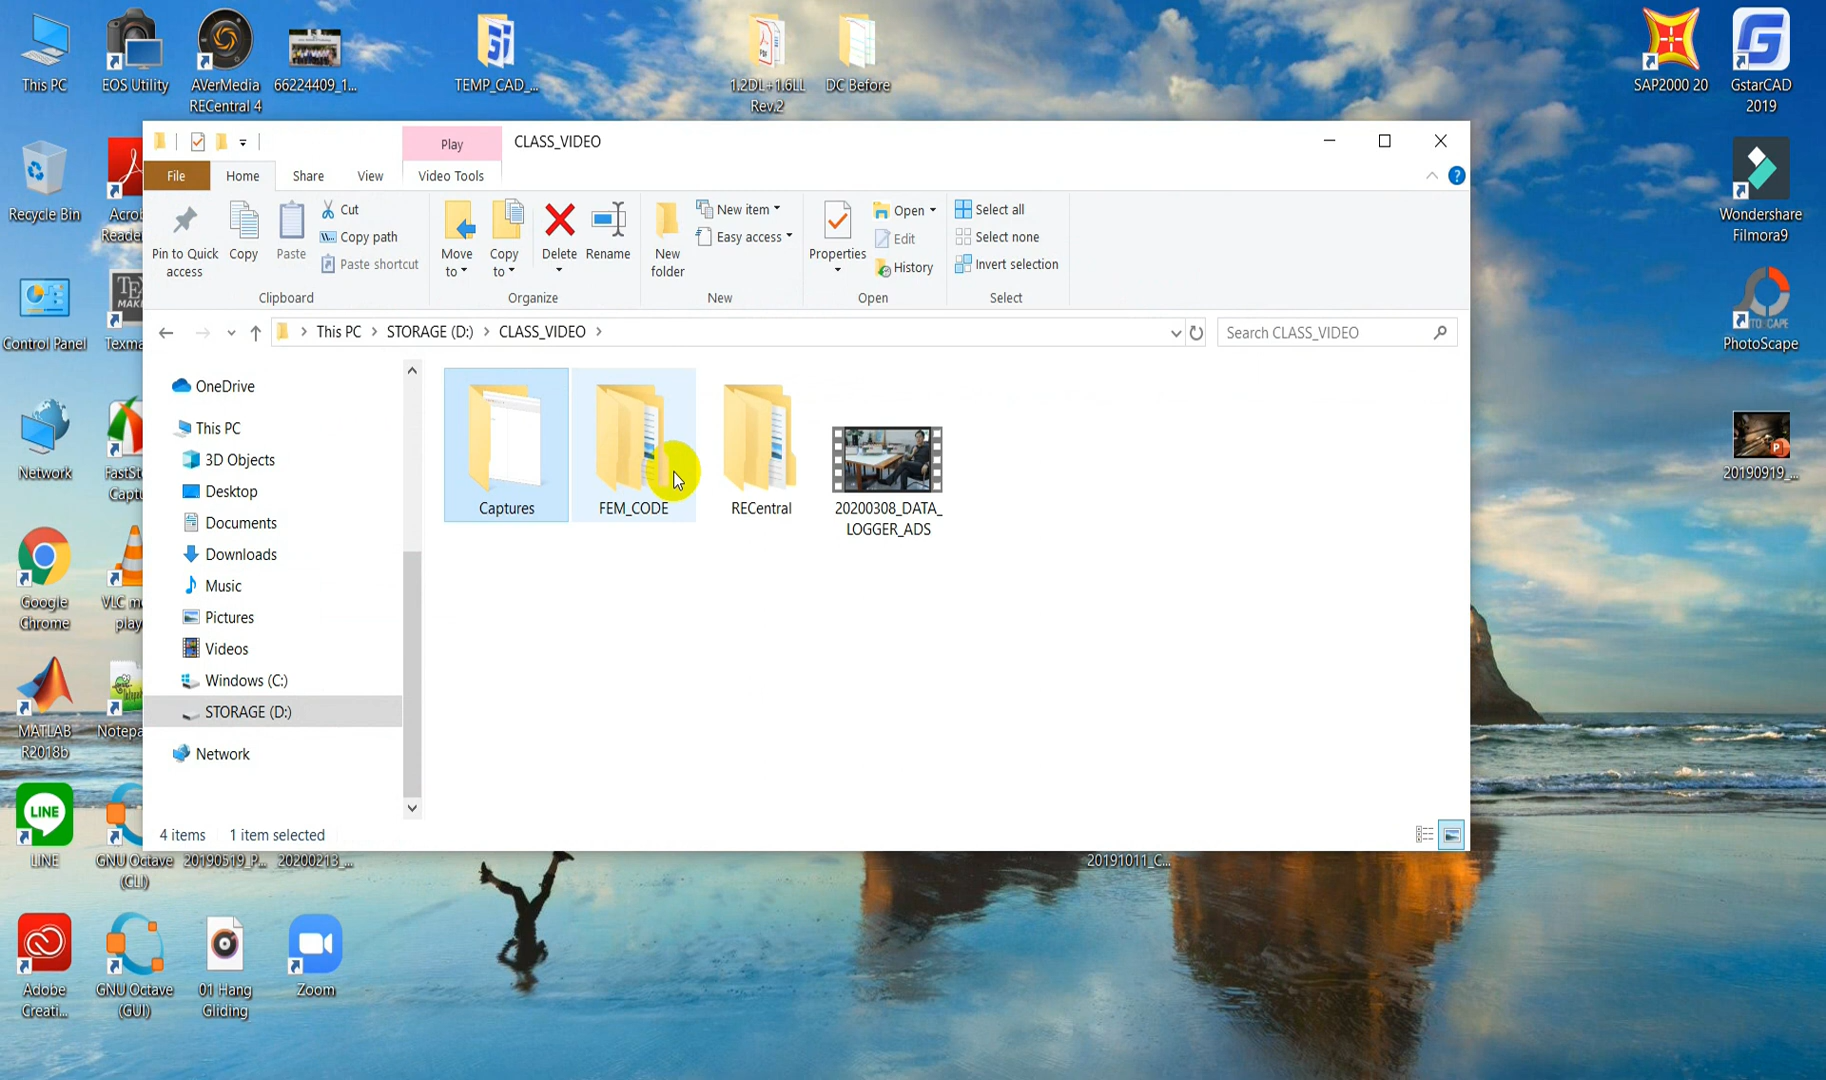 This PC
EOS Utility
AVerMedia
RECentral 4
66224409_1...
TEMP_CAD_...
1.2DL+1.6LL
Rev.2
DC Before
SAP2000 20
GstarCAD
2019
Recycle Bin
Acrob
Reade
Control Panel
Texma
Network
FastSt
Captu
Google
Chrome
VLC m
play
MATLAB
R2018b
Notepa
LINE
LINE
GNU Octave
(CLI)
20190519_P...
20200213_...
20191011_C...
Adobe
Creati...
GNU Octave
(GUI)
01 Hang
Gliding
Zoom
Wondershare
Filmora9
PhotoScape
20190919_...
Play
CLASS_VIDEO
File
Home
Share
View
Video Tools
Pin to Quick
access
Copy
Paste
Cut
Copy path
Paste shortcut
Clipboard
Move
to
Copy
to
Delete
Rename
Organize
New
folder
New item
Easy access
New
Properties
Open
Edit
History
Open
Select all
Select none
Invert selection
Select
This PC > STORAGE (D:) > CLASS_VIDEO >
Search CLASS_VIDEO
OneDrive
This PC
3D Objects
Desktop
Documents
Downloads
Music
Pictures
Videos
Windows (C:)
STORAGE (D:)
Network
Captures
FEM_CODE
RECentral
20200308_DATA_
LOGGER_ADS
4 items
1 item selected